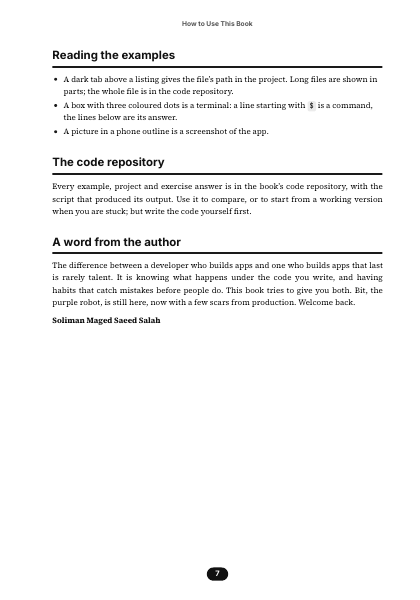 How to Use This Book
Reading the examples
• A dark tab above a listing gives the file's path in the project. Long files are shown in
parts; the whole file is in the code repository.
• A box with three coloured dots is a terminal: a line starting with $ is a command,
the lines below are its answer.
• A picture in a phone outline is a screenshot of the app.
The code repository
Every example, project and exercise answer is in the book's code repository, with the
script that produced its output. Use it to compare, or to start from a working version
when you are stuck; but write the code yourself first.
A word from the author
The difference between a developer who builds apps and one who builds apps that last
is rarely talent. It is knowing what happens under the code you write, and having
habits that catch mistakes before people do. This book tries to give you both. Bit, the
purple robot, is still here, now with a few scars from production. Welcome back.
Soliman Maged Saeed Salah
7